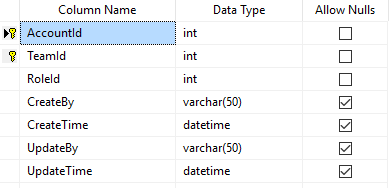 Column Name Data Type Allow Nulls
AccountId int
TeamId int
RoleId int
CreateBy varchar(50)
CreateTime datetime
UpdateBy varchar(50)
UpdateTime datetime